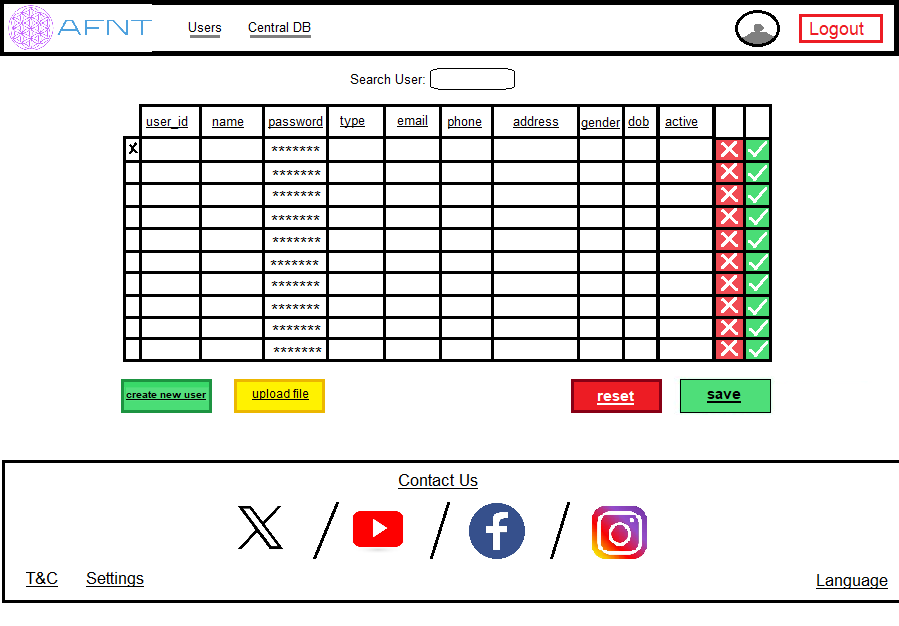 AFNT Users Central DB Logout
Search User:
user_id name password type email phone address gender dob active
x *******
*******
*******
*******
*******
*******
*******
*******
*******
*******
create new user upload file reset save
Contact Us
T&C Settings Language